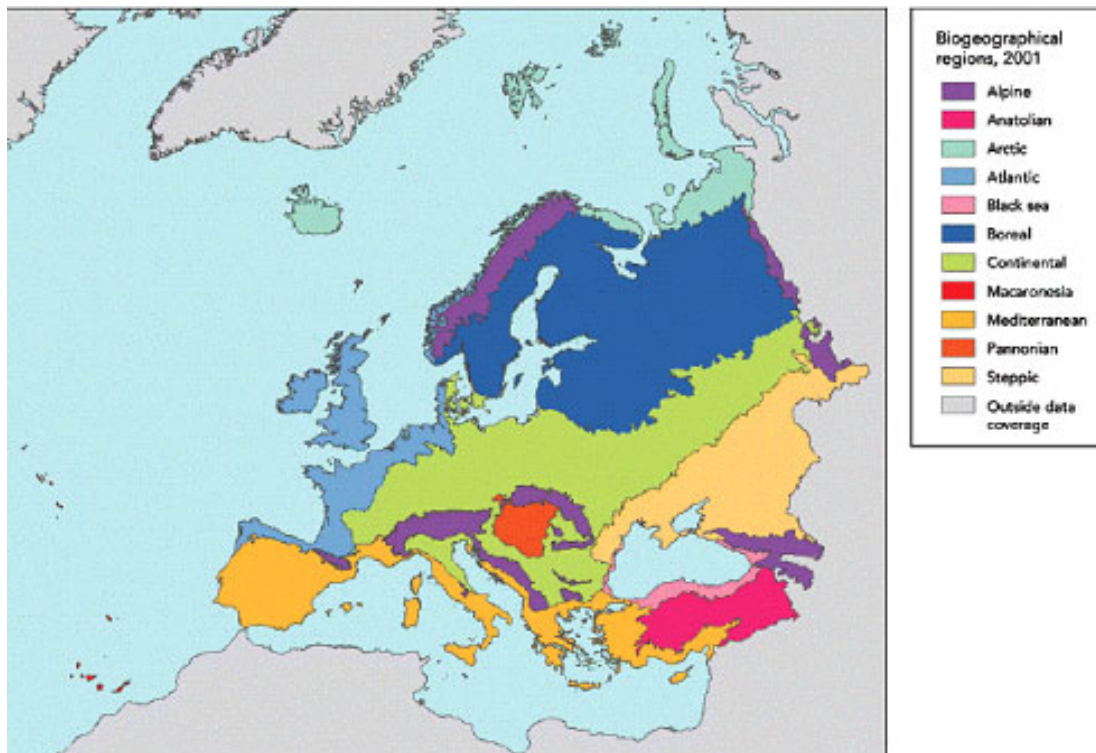 Biogeographical
regions, 2001
Alpine
Anatolian
Arctic
Atlantic
Black sea
Boreal
Continental
Macaronesia
Mediterranean
Pannonian
Steppic
Outside data
coverage